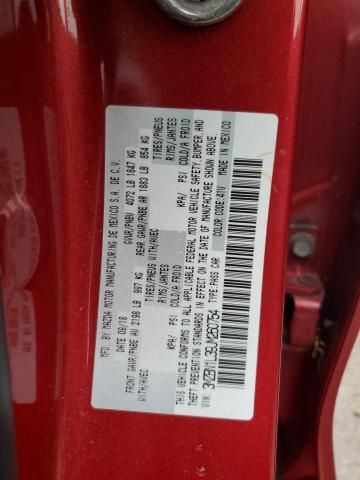 MFD. BY MAZDA MOTOR MANUFACTURING DE MEXICO S.A. DE C.V.
DATE: 09/18 GVWR/PNBV 4072 LB 1847 KG
FRONT GAWR/PNBE AV 2198 LB 997 KG REAR GAWR/PNBE AR 1883 LB 854 KG
WITH/AVEC TIRES/PNEUS WITH/AVEC TIRES/PNEUS
RIMS/JANTES RIMS/JANTES
KPA/ PSI COLD/A FROID KPA/ PSI COLD/A FROID
THIS VEHICLE CONFORMS TO ALL APPLICABLE FEDERAL MOTOR VEHICLE SAFETY, BUMPER, AND
THEFT PREVENTION STANDARDS IN EFFECT ON THE DATE OF MANUFACTURE SHOWN ABOVE.
VIN: PASSENGER CAR COLOR CODE: 41V MADE IN MEXICO